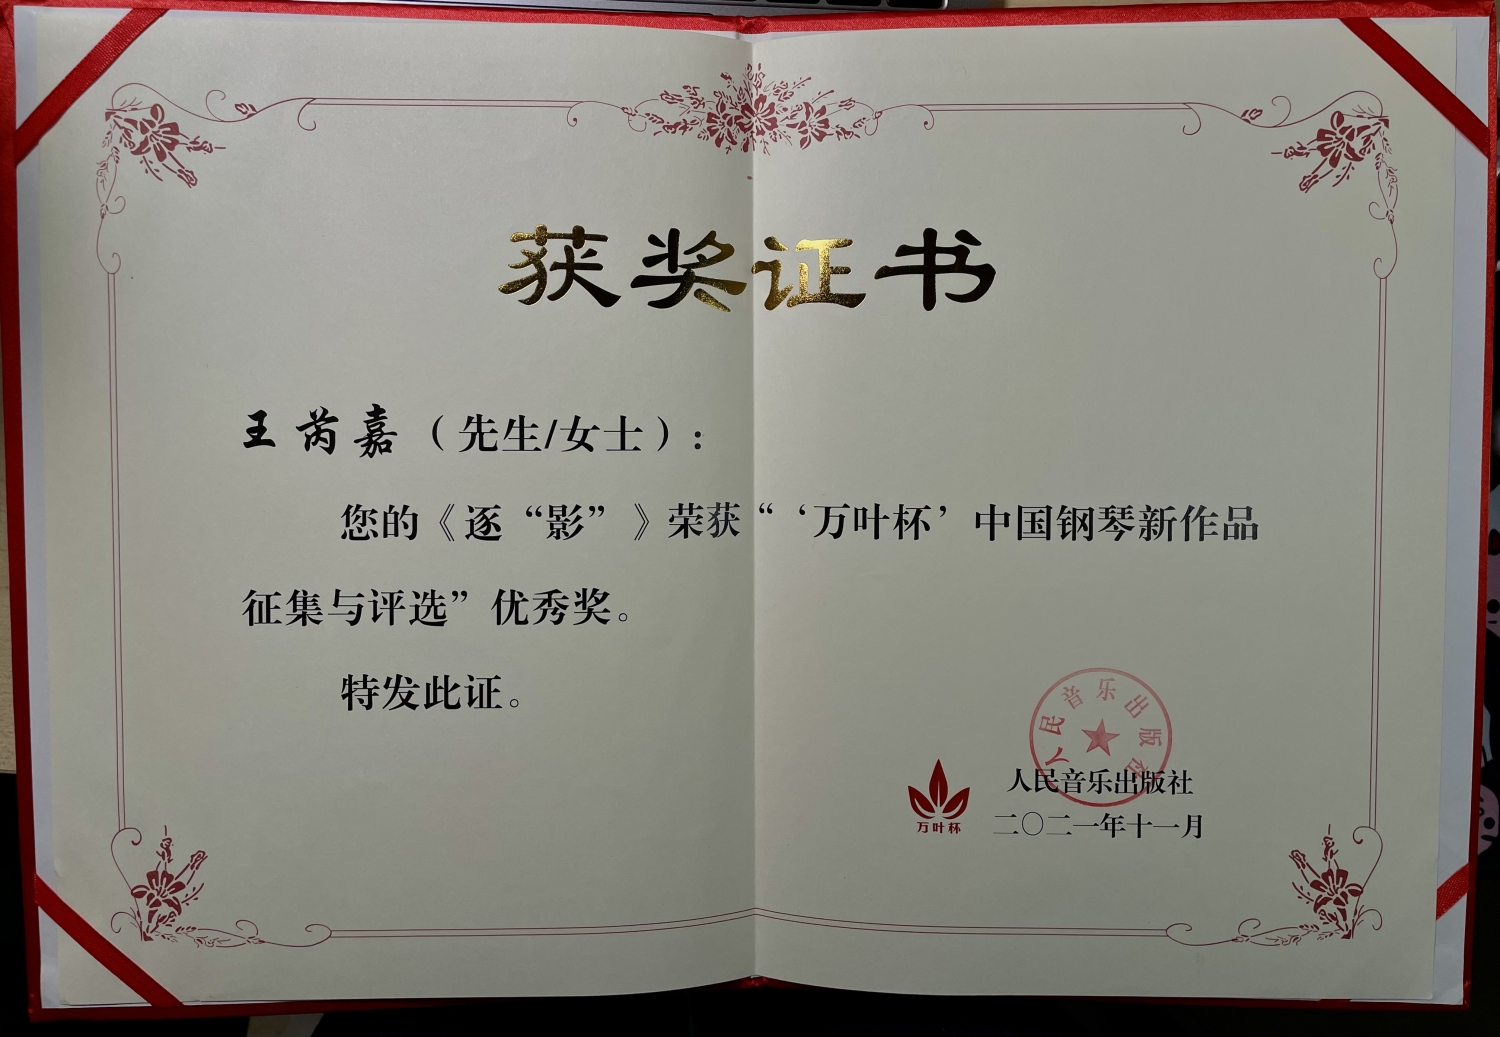 获奖证书
王芮嘉（先生/女士）：
您的《逐“影”》荣获“‘万叶杯’中国钢琴新作品
征集与评选”优秀奖。
特发此证。
人民音乐出版社
万叶杯
人民音乐出版社
二〇二一年十一月